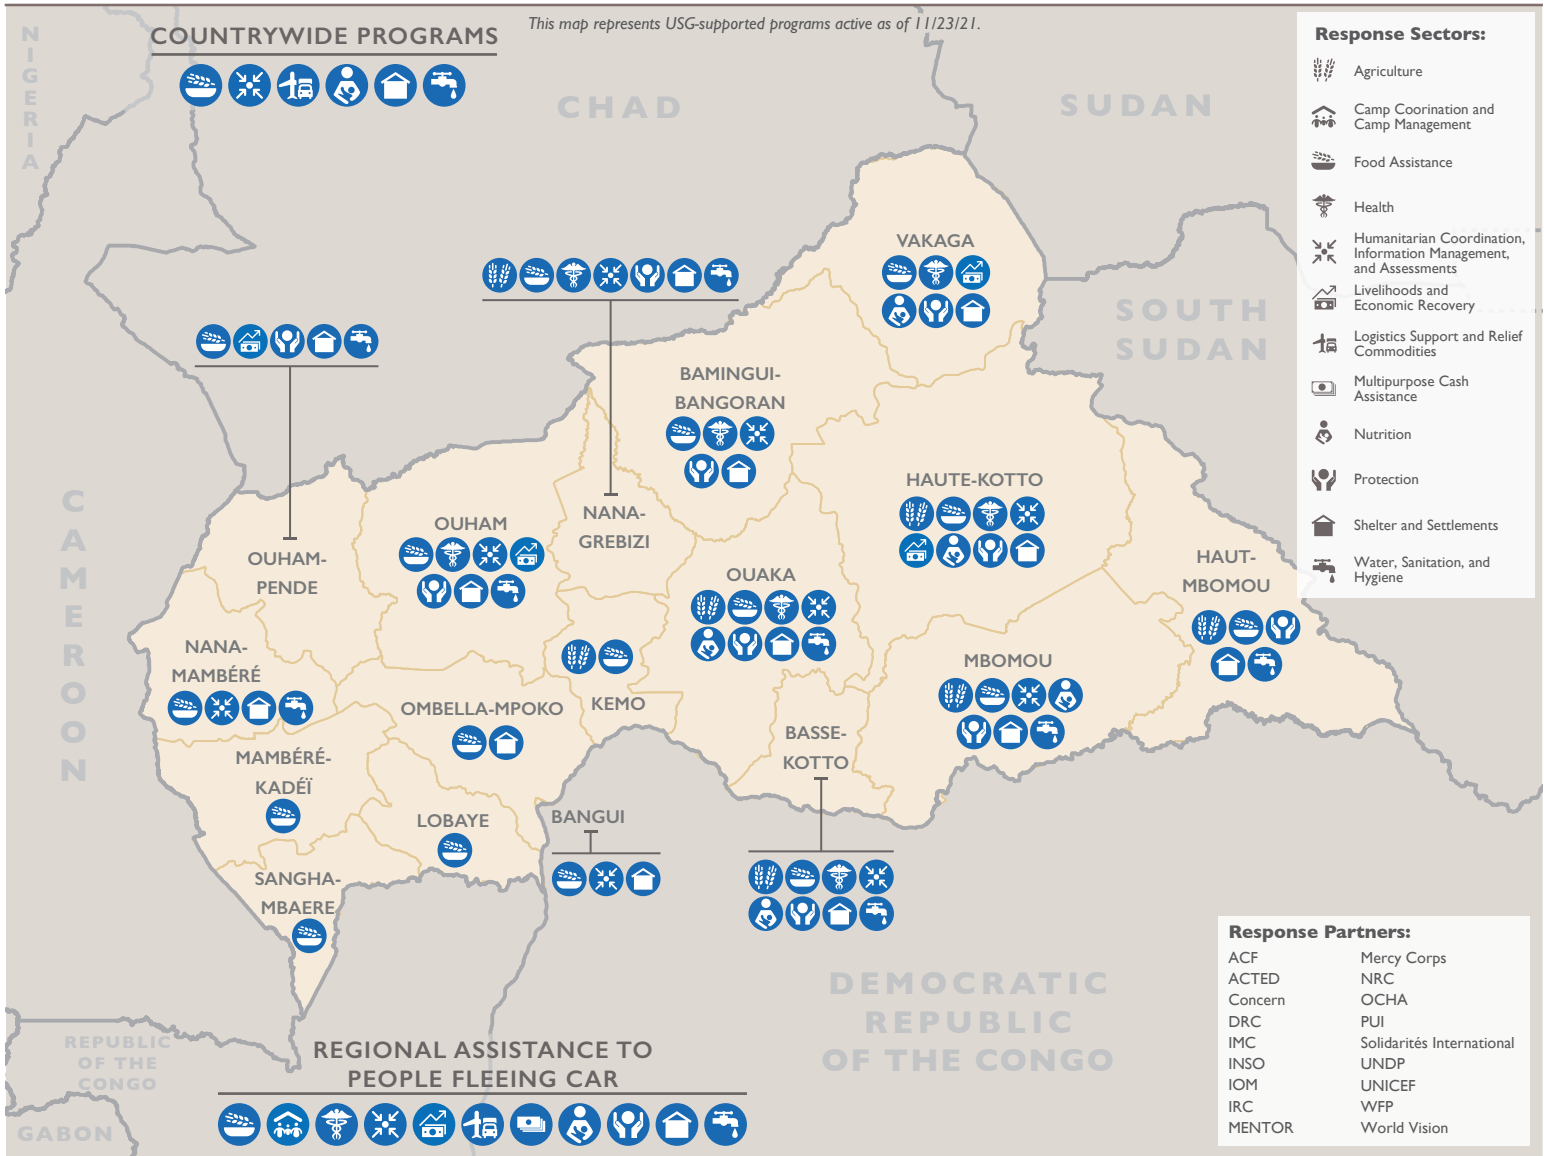 This map represents USG-supported programs active as of 11/23/21.
COUNTRYWIDE PROGRAMS
NIGERIA
CHAD
SUDAN
SOUTH
SUDAN
CAMEROON
VAKAGA
BAMINGUI-
BANGORAN
HAUTE-KOTTO
NANA-
GREBIZI
OUHAM
OUHAM-
PENDE
OUAKA
HAUT-
MBOMOU
NANA-
MAMBÉRÉ
MBOMOU
OMBELLA-MPOKO
KEMO
BASSE-
KOTTO
MAMBÉRÉ-
KADÉÏ
LOBAYE
BANGUI
SANGHA-
MBAERE
DEMOCRATIC
REPUBLIC
OF THE CONGO
REPUBLIC
OF THE
CONGO
GABON
REGIONAL ASSISTANCE TO
PEOPLE FLEEING CAR
Response Sectors:
Agriculture
Camp Coorination and
Camp Management
Food Assistance
Health
Humanitarian Coordination,
Information Management,
and Assessments
Livelihoods and
Economic Recovery
Logistics Support and Relief
Commodities
Multipurpose Cash
Assistance
Nutrition
Protection
Shelter and Settlements
Water, Sanitation, and
Hygiene
Response Partners:
ACF
ACTED
Concern
DRC
IMC
INSO
IOM
IRC
MENTOR
Mercy Corps
NRC
OCHA
PUI
Solidarités International
UNDP
UNICEF
WFP
World Vision